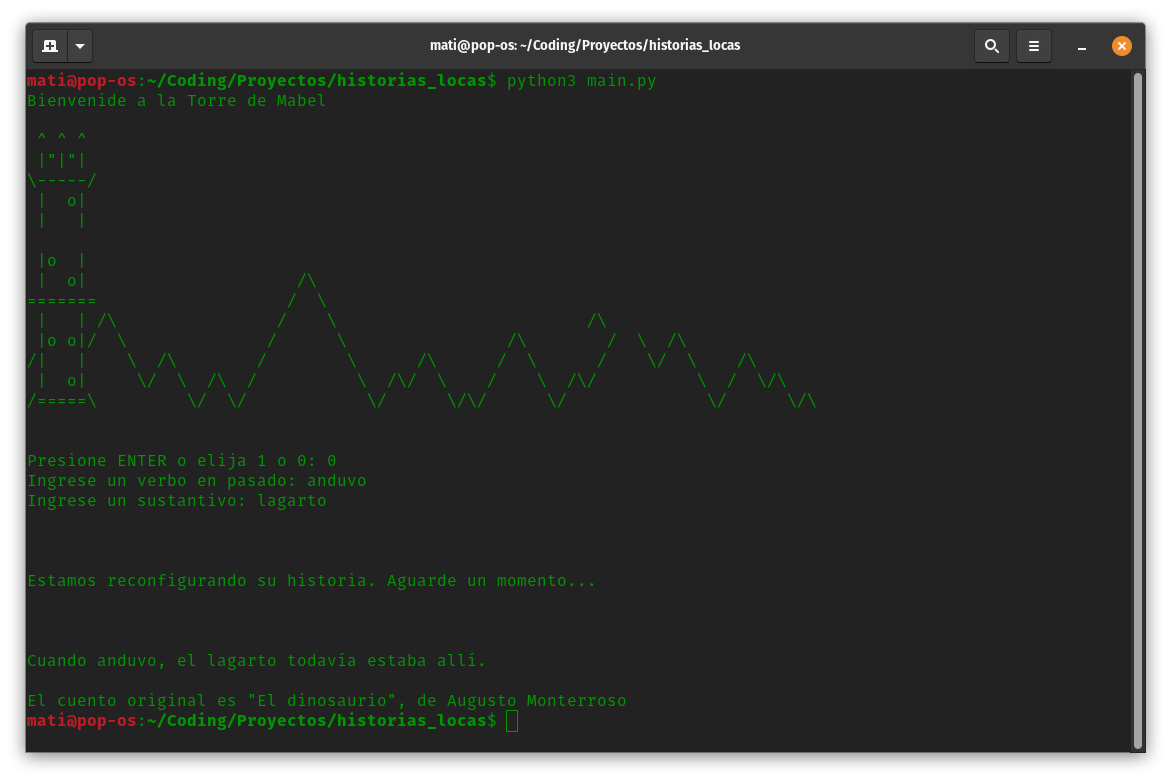 mati@pop-os: ~/Coding/Proyectos/historias_locas
mati@pop-os:~/Coding/Proyectos/historias_locas$ python3 main.py
Bienvenide a la Torre de Mabel
 ^ ^ ^
 |"|"|
\-----/
 |  o|
 |   |

 |o  |
 |  o|                     /\
=======                   /  \
 |   | /\                /    \                         /\
 |o o|/  \              /      \                /\        /  \  /\
/|   |    \  /\        /        \      /\      /  \      /    \/  \    /\
 |  o|     \/  \  /\  /          \  /\/  \    /    \  /\/          \  /  \/\
/=====\         \/  \/            \/      \/\/      \/              \/      \/\
Presione ENTER o elija 1 o 0: 0
Ingrese un verbo en pasado: anduvo
Ingrese un sustantivo: lagarto
Estamos reconfigurando su historia. Aguarde un momento...
Cuando anduvo, el lagarto todavía estaba allí.
El cuento original es "El dinosaurio", de Augusto Monterroso
mati@pop-os:~/Coding/Proyectos/historias_locas$